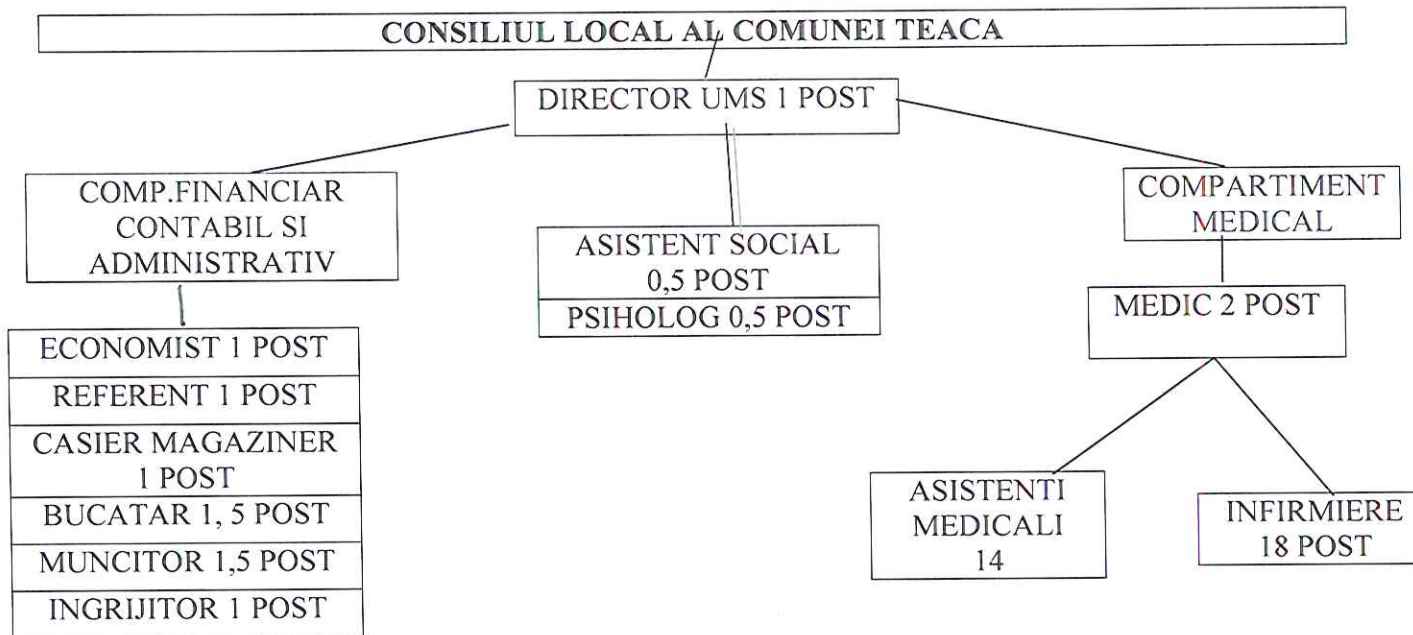 CONSILIUL LOCAL AL COMUNEI TEACA
DIRECTOR UMS 1 POST
COMP.FINANCIAR
CONTABIL SI
ADMINISTRATIV
ASISTENT SOCIAL
0,5 POST
PSIHOLOG 0,5 POST
COMPARTIMENT
MEDICAL
MEDIC 2 POST
ECONOMIST 1 POST
REFERENT 1 POST
CASIER MAGAZINER
1 POST
BUCATAR 1, 5 POST
MUNCITOR 1,5 POST
INGRIJITOR 1 POST
ASISTENTI
MEDICALI
14
INFIRMIERE
18 POST